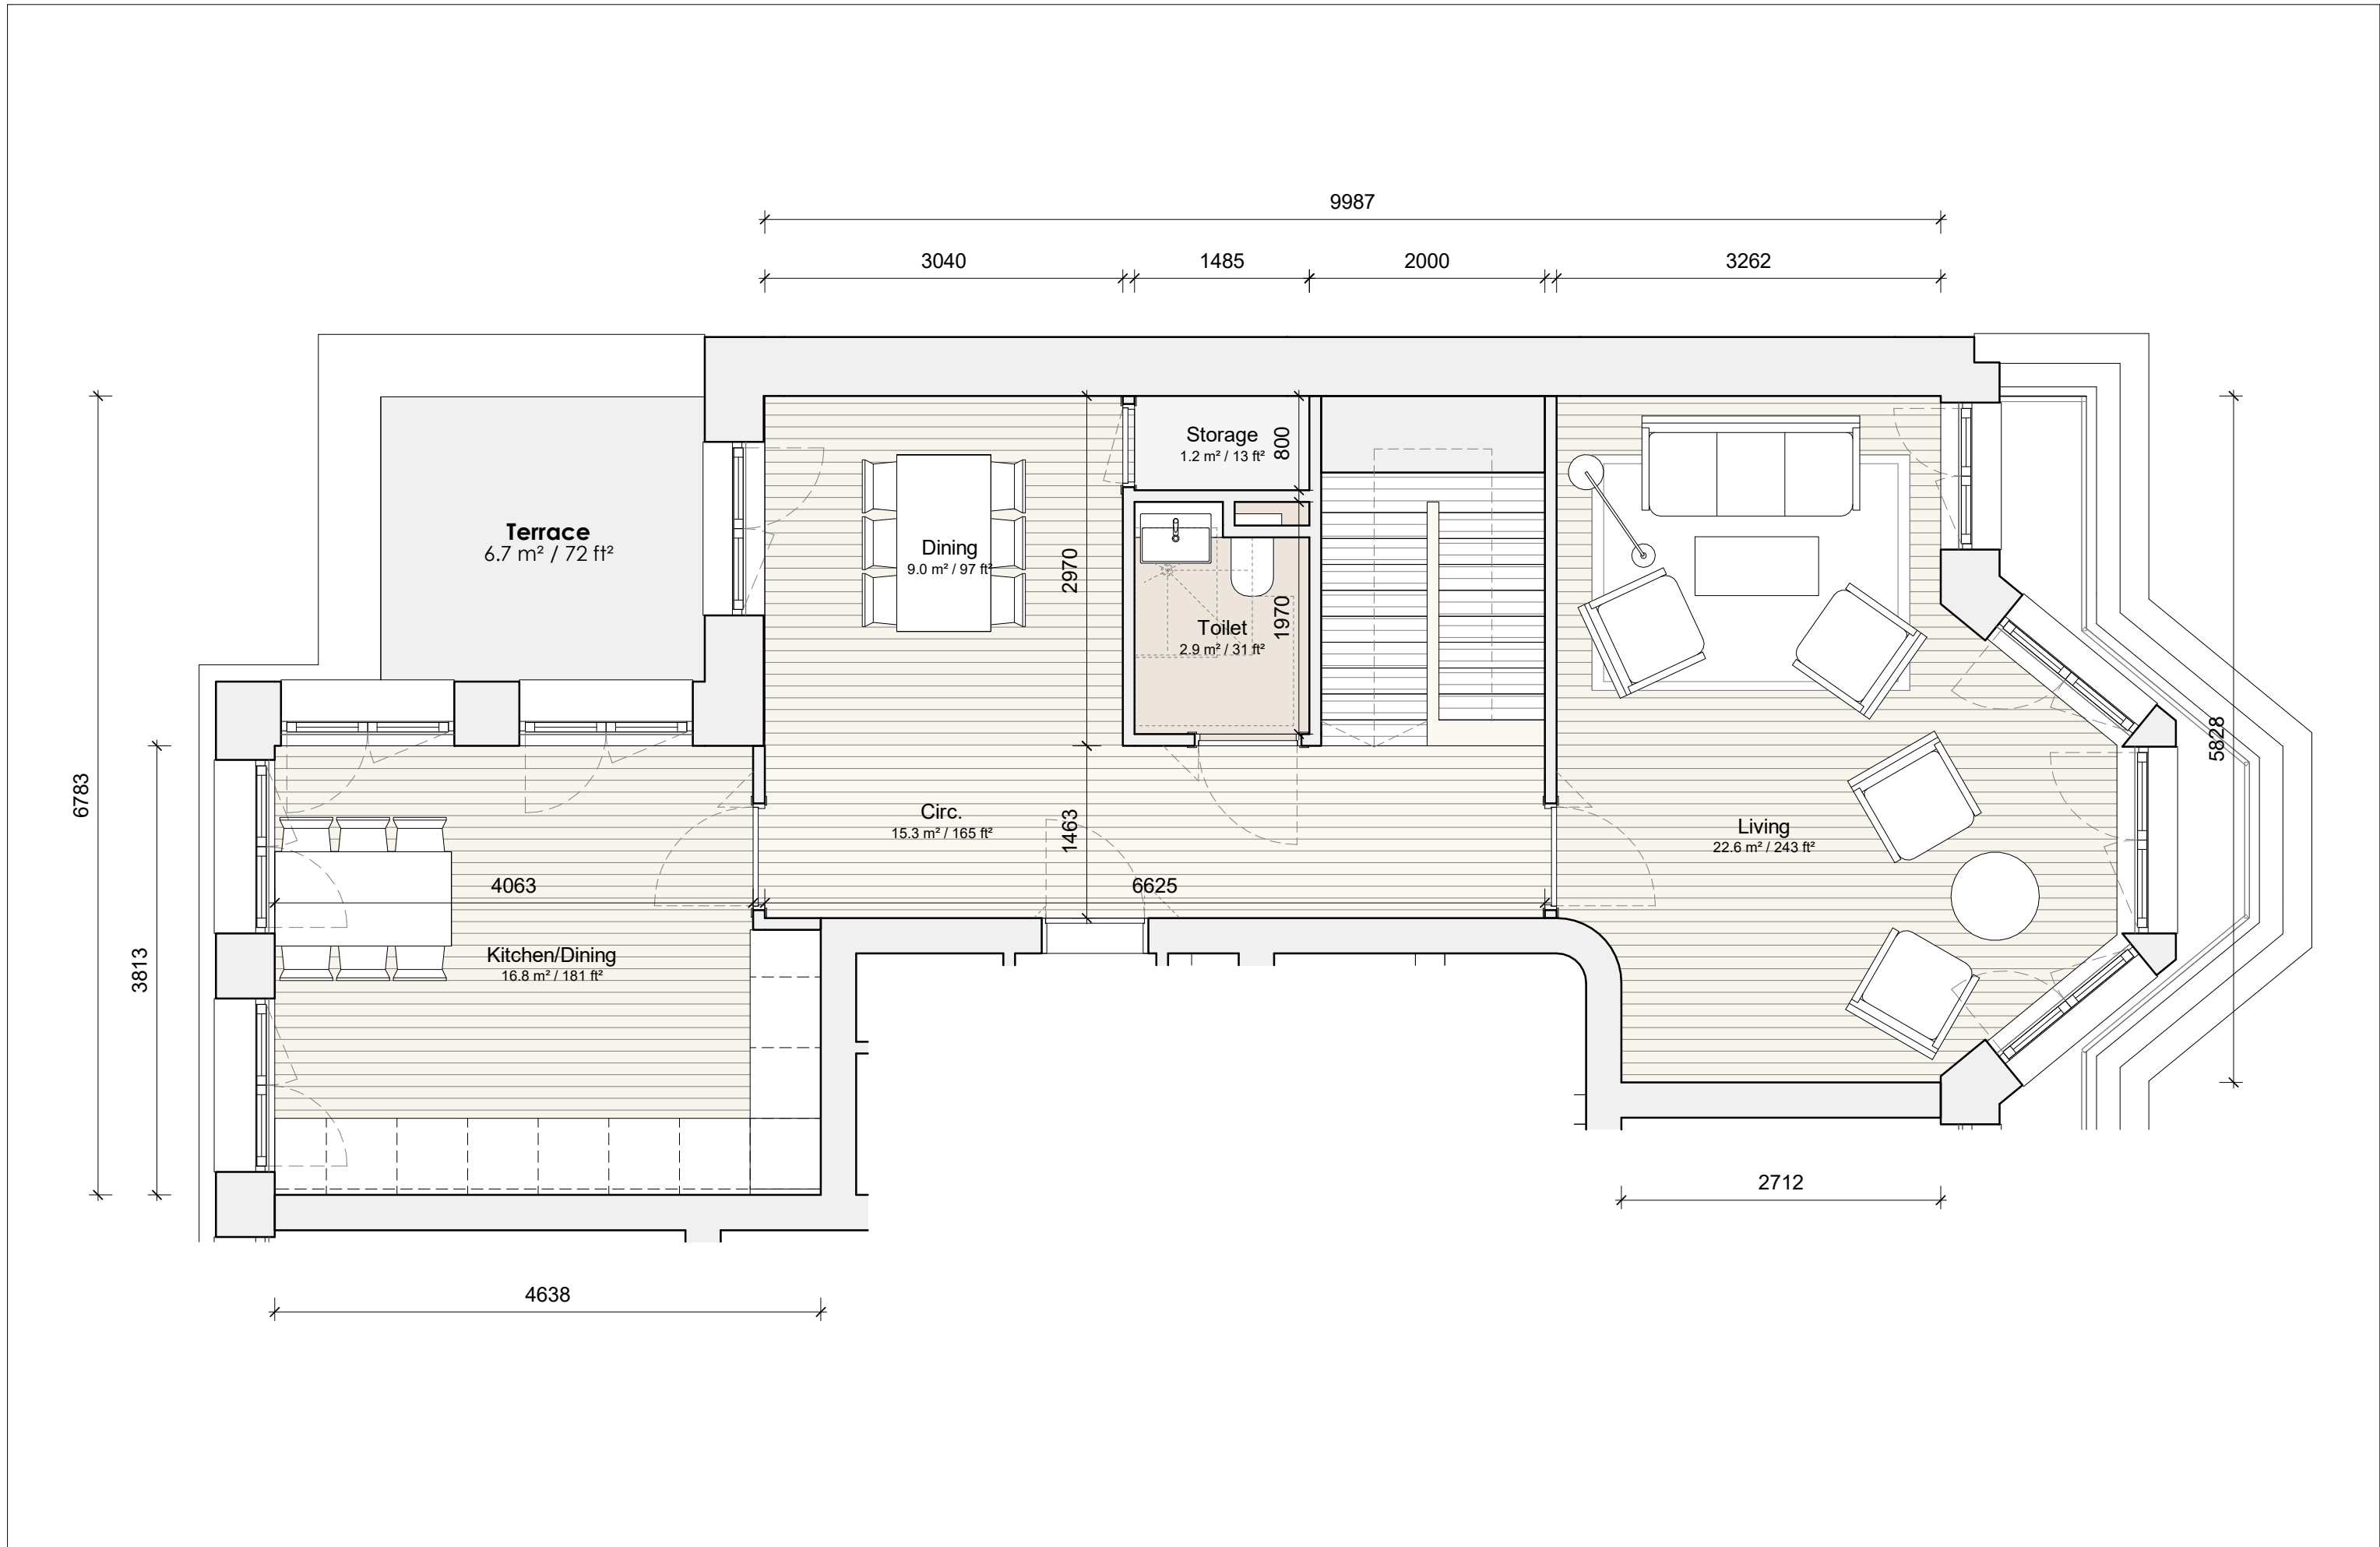 9987
3040
1485
2000
3262
Storage
1.2 m² / 13 ft²
800
Terrace
6.7 m² / 72 ft²
Dining
9.0 m² / 97 ft²
2970
Toilet
2.9 m² / 31 ft²
1970
5828
6783
Circ.
15.3 m² / 165 ft²
1463
Living
22.6 m² / 243 ft²
4063
6625
3813
Kitchen/Dining
16.8 m² / 181 ft²
2712
4638